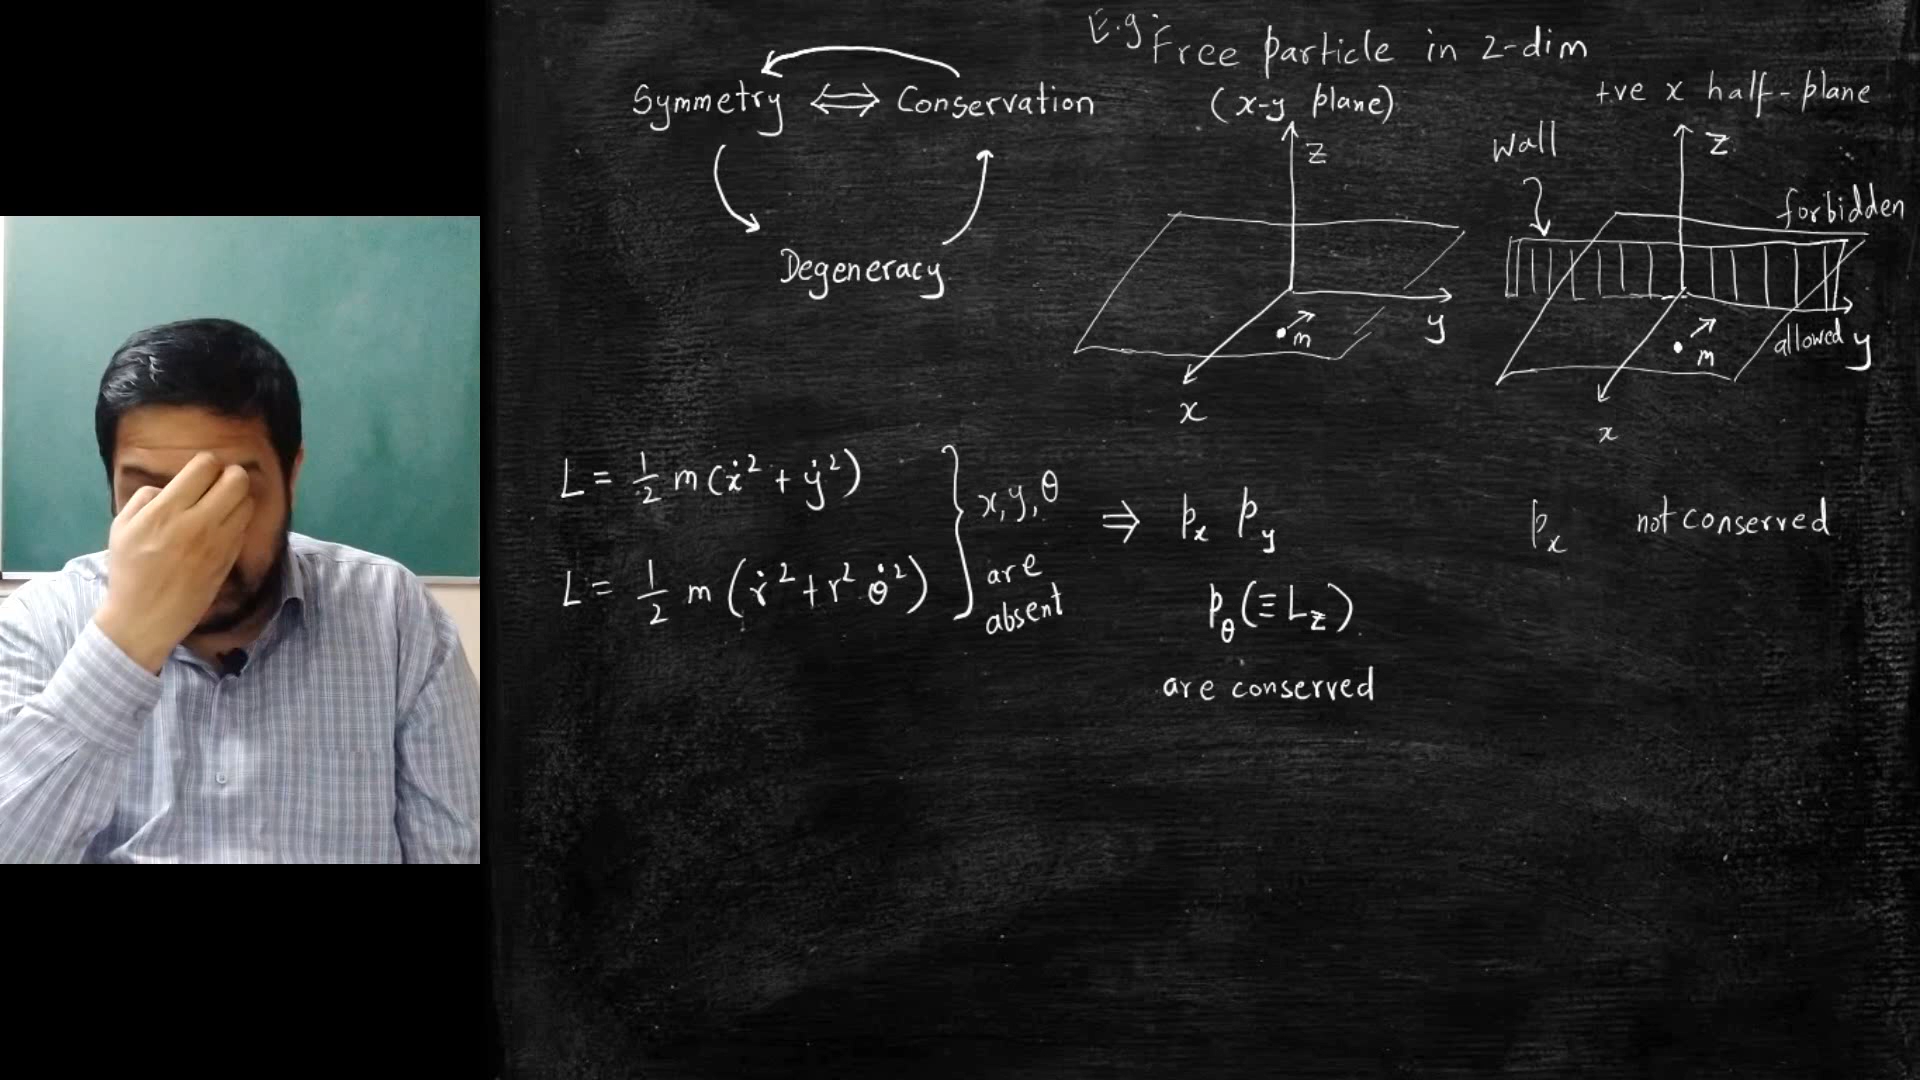 E.g. Free particle in 2-dim
(x-y plane)
Symmetry ⇔ Conservation
Degeneracy
z
y
x
m
+ve x half-plane
Wall
z
forbidden
allowed y
m
x
L = 1/2 m(ẋ² + ẏ²)
L = 1/2 m (ṙ² + r² θ̇²)
} x, y, θ
are
absent
⇒ pₓ p_y
p_θ (≡ L_z)
are conserved
pₓ not conserved